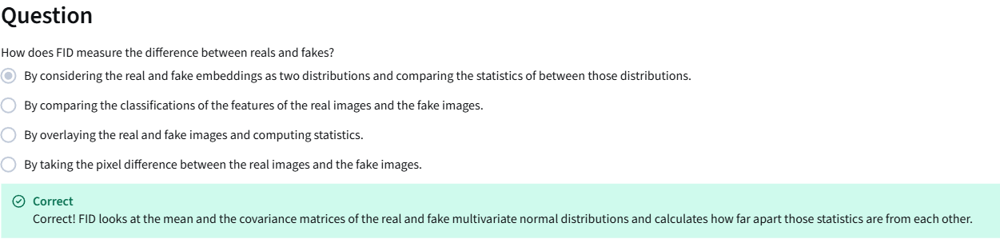 Question
How does FID measure the difference between reals and fakes?
By considering the real and fake embeddings as two distributions and comparing the statistics of between those distributions.
By comparing the classifications of the features of the real images and the fake images.
By overlaying the real and fake images and computing statistics.
By taking the pixel difference between the real images and the fake images.
Correct
Correct! FID looks at the mean and the covariance matrices of the real and fake multivariate normal distributions and calculates how far apart those statistics are from each other.